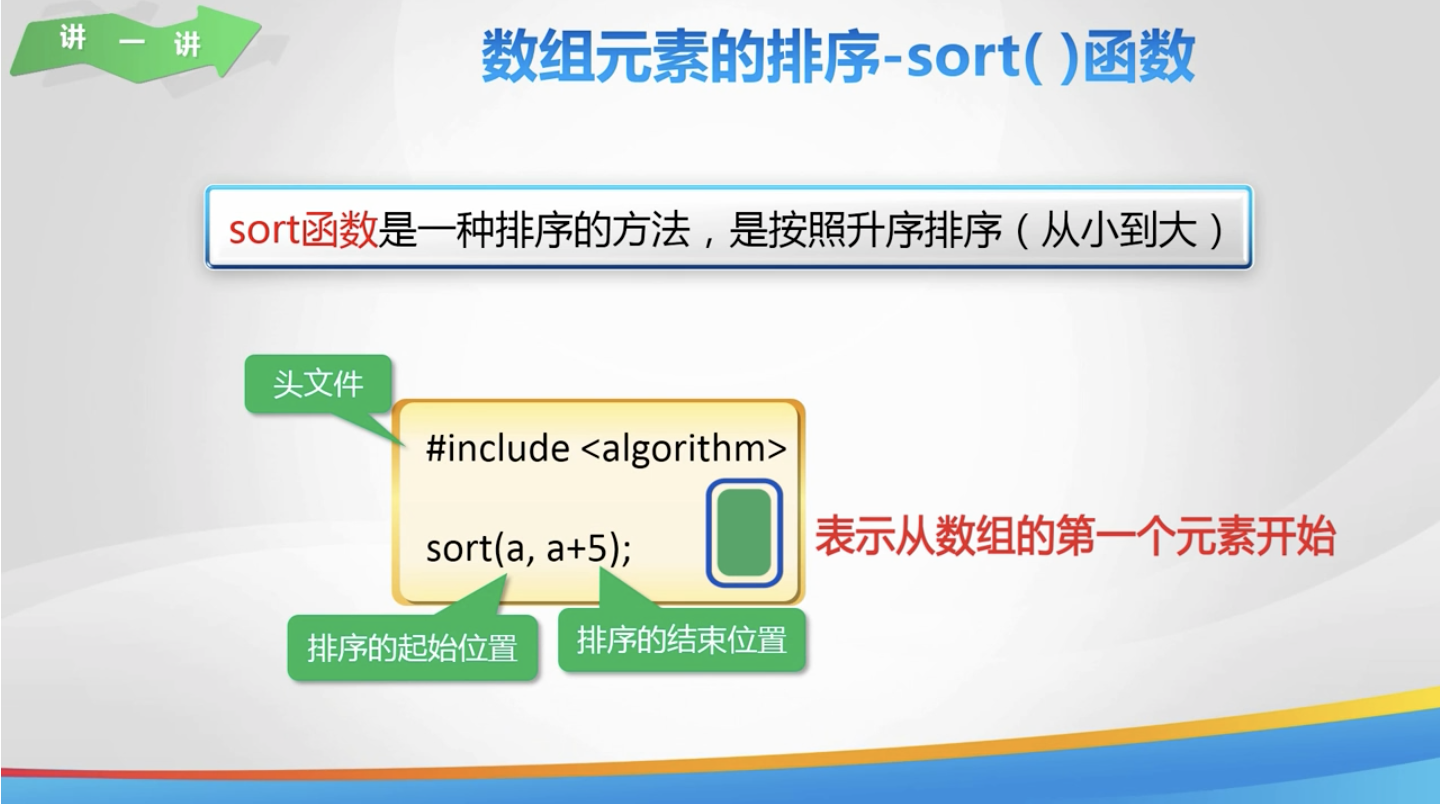 讲一讲
数组元素的排序-sort( )函数
sort函数是一种排序的方法，是按照升序排序（从小到大）
头文件
#include <algorithm>
sort(a, a+5);
表示从数组的第一个元素开始
排序的起始位置
排序的结束位置